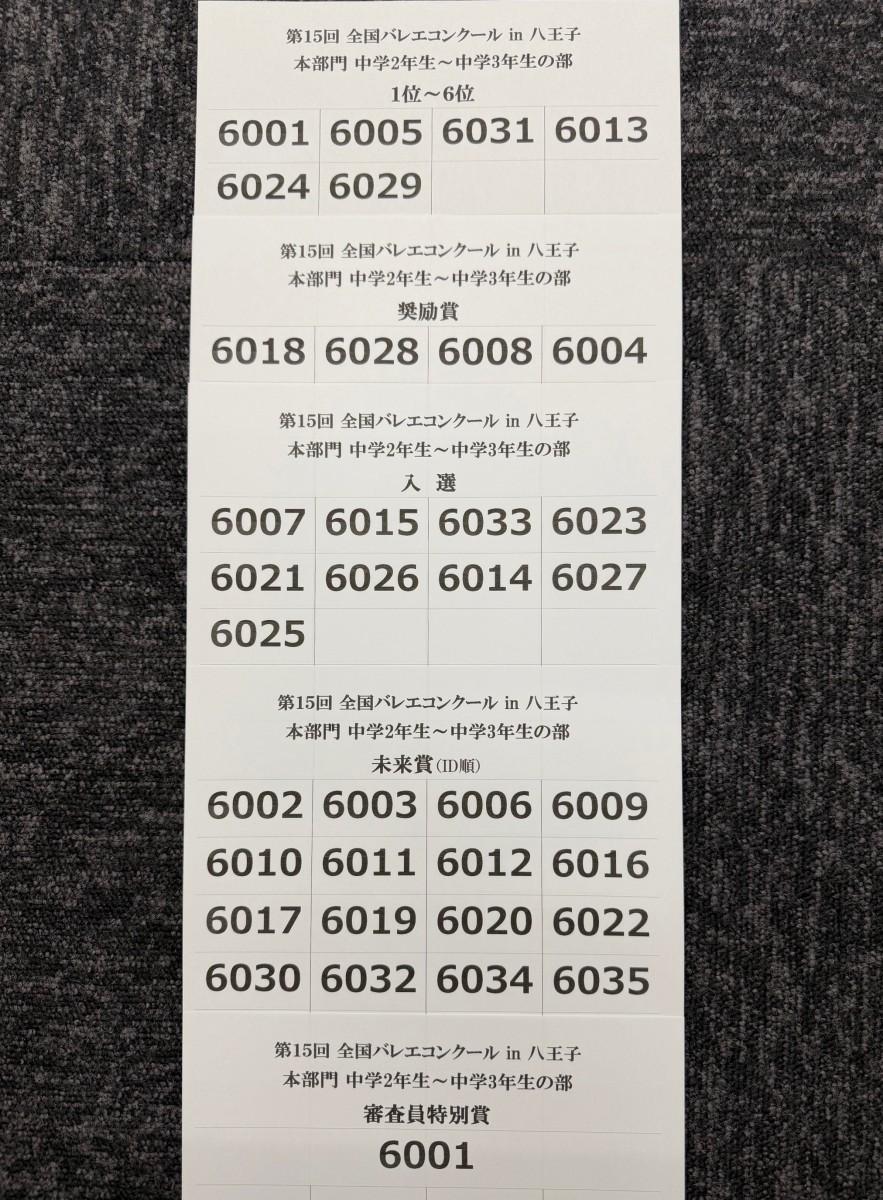 第15回 全国バレエコンクール in 八王子
本部門 中学2年生～中学3年生の部
1位～6位
6001 6005 6031 6013
6024 6029
第15回 全国バレエコンクール in 八王子
本部門 中学2年生～中学3年生の部
奨励賞
6018 6028 6008 6004
第15回 全国バレエコンクール in 八王子
本部門 中学2年生～中学3年生の部
入 選
6007 6015 6033 6023
6021 6026 6014 6027
6025
第15回 全国バレエコンクール in 八王子
本部門 中学2年生～中学3年生の部
未来賞(ID順)
6002 6003 6006 6009
6010 6011 6012 6016
6017 6019 6020 6022
6030 6032 6034 6035
第15回 全国バレエコンクール in 八王子
本部門 中学2年生～中学3年生の部
審査員特別賞
6001